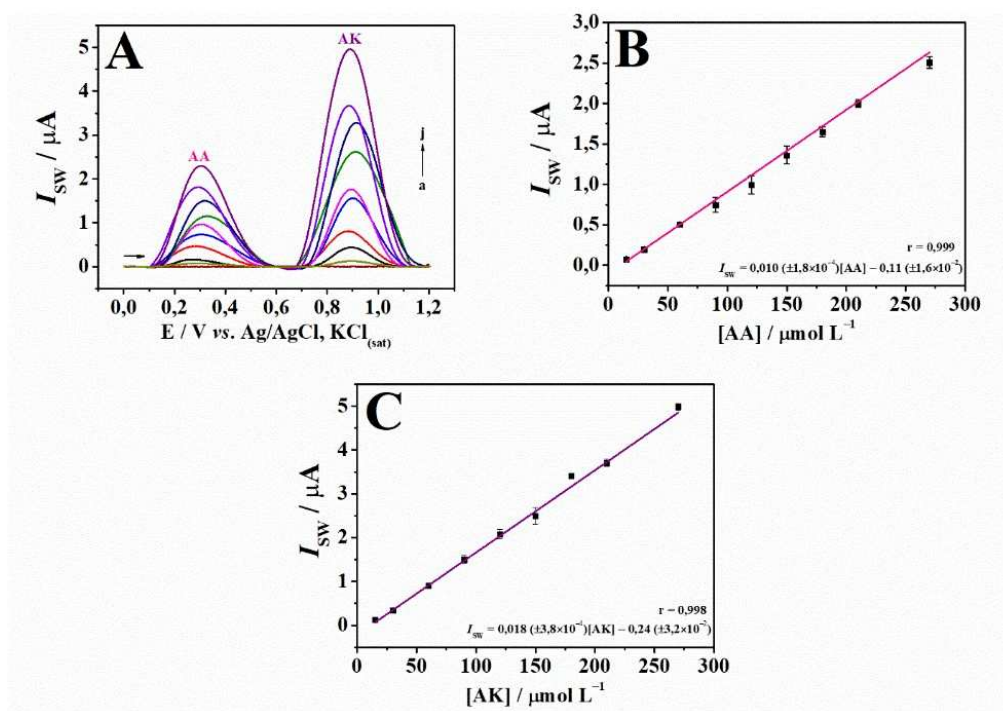 A
AK
AA
j
a
5
4
3
2
1
0
I_SW / µA
0,0 0,2 0,4 0,6 0,8 1,0 1,2
E / V vs. Ag/AgCl, KCl(sat)
B
3,0
2,5
2,0
1,5
1,0
0,5
0,0
I_SW / µA
r = 0,999
I_SW = 0,010 (±1,8×10⁻⁴)[AA] − 0,11 (±1,6×10⁻²)
0 50 100 150 200 250 300
[AA] / µmol L⁻¹
C
5
4
3
2
1
0
I_SW / µA
r = 0,998
I_SW = 0,018 (±3,8×10⁻⁴)[AK] − 0,24 (±3,2×10⁻²)
0 50 100 150 200 250 300
[AK] / µmol L⁻¹